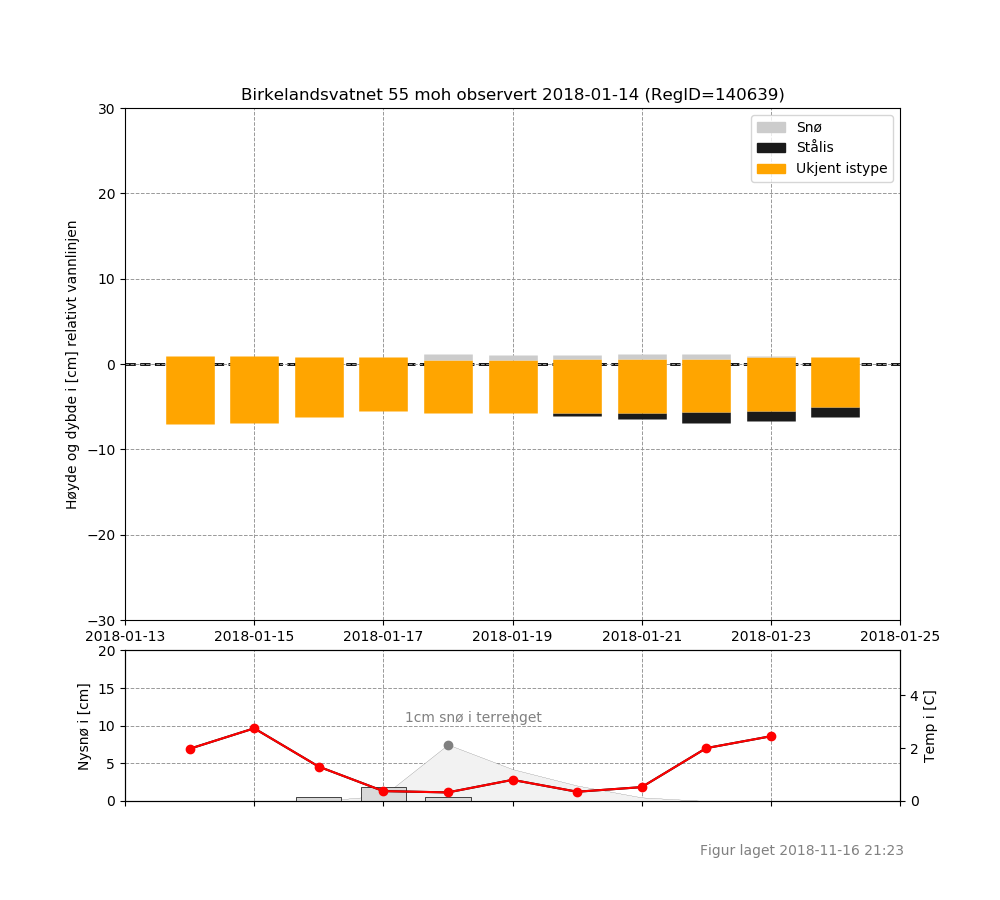 Birkelandsvatnet 55 moh observert 2018-01-14 (RegID=140639)
Snø
Stålis
Ukjent istype
Høyde og dybde i [cm] relativt vannlinjen
30
20
10
0
−10
−20
−30
2018-01-13 2018-01-15 2018-01-17 2018-01-19 2018-01-21 2018-01-23 2018-01-25
Nysnø i [cm]
20
15
10
5
0
1cm snø i terrenget
4
2
0
Temp i [C]
Figur laget 2018-11-16 21:23